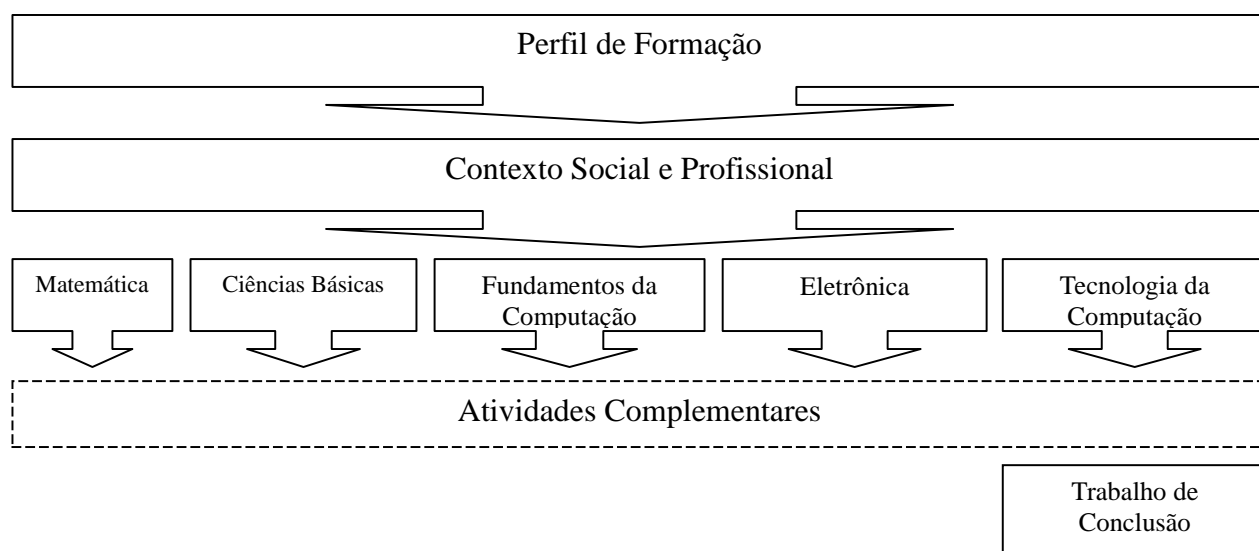 Perfil de Formação
Contexto Social e Profissional
Matemática
Ciências Básicas
Fundamentos da
Computação
Eletrônica
Tecnologia da
Computação
Atividades Complementares
Trabalho de
Conclusão